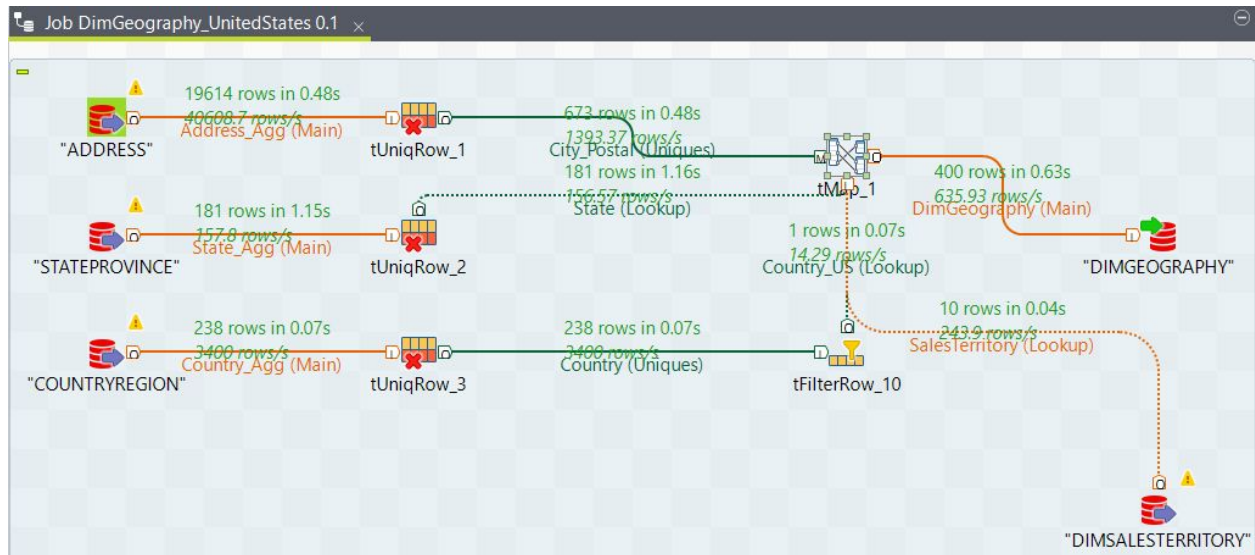 Job DimGeography_UnitedStates 0.1
19614 rows in 0.48s
40608.7 rows/s
Address_Agg (Main)
"ADDRESS"
tUniqRow_1
673 rows in 0.48s
1393.37 rows/s
City_Postal (Uniques)
181 rows in 1.16s
156.57 rows/s
State (Lookup)
tMap_1
400 rows in 0.63s
635.93 rows/s
DimGeography (Main)
181 rows in 1.15s
157.8 rows/s
State_Agg (Main)
"STATEPROVINCE"
tUniqRow_2
1 rows in 0.07s
14.29 rows/s
Country_US (Lookup)
"DIMGEOGRAPHY"
238 rows in 0.07s
3400 rows/s
Country_Agg (Main)
"COUNTRYREGION"
tUniqRow_3
238 rows in 0.07s
3400 rows/s
Country (Uniques)
tFilterRow_10
10 rows in 0.04s
243.9 rows/s
SalesTerritory (Lookup)
"DIMSALESTERRITORY"